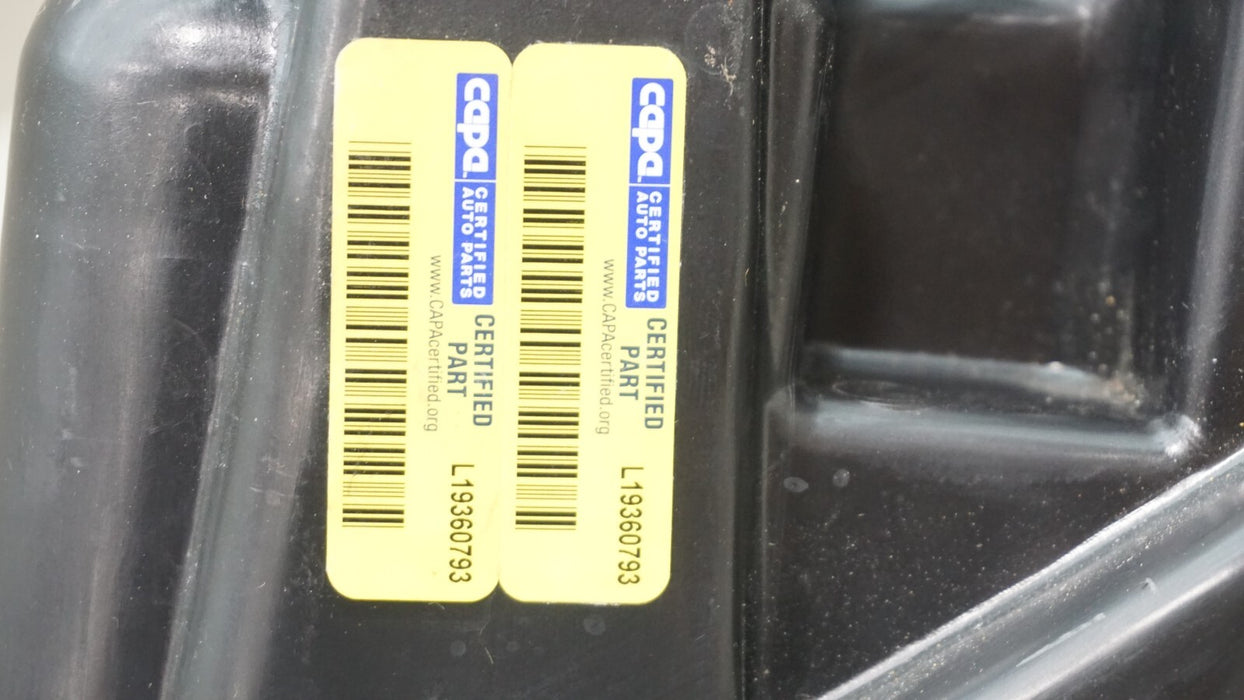 capa CERTIFIED
AUTO PARTS
CERTIFIED
PART
www.CAPAcertified.org
L19360793
capa CERTIFIED
AUTO PARTS
CERTIFIED
PART
www.CAPAcertified.org
L19360793